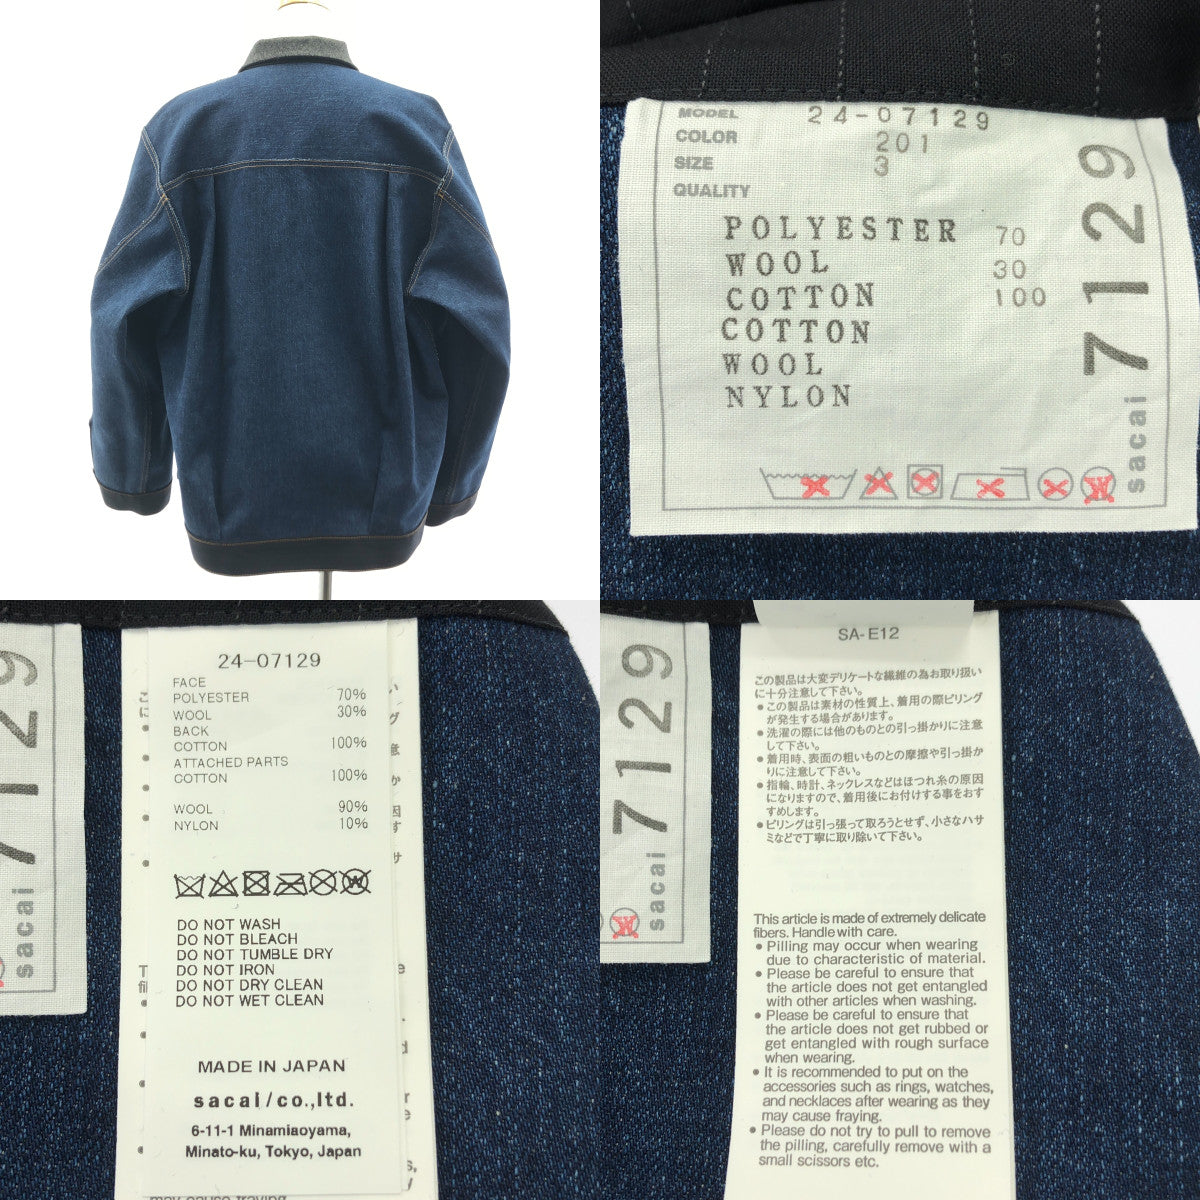 MODEL 24-07129
COLOR 201
SIZE 3
QUALITY
POLYESTER 70
WOOL 30
COTTON 100
COTTON
WOOL
NYLON
7129
sacai
7129
sacai
24-07129
FACE
POLYESTER 70%
WOOL 30%
BACK
COTTON 100%
ATTACHED PARTS
COTTON 100%
WOOL 90%
NYLON 10%
DO NOT WASH
DO NOT BLEACH
DO NOT TUMBLE DRY
DO NOT IRON
DO NOT DRY CLEAN
DO NOT WET CLEAN
MADE IN JAPAN
sacai/co.,ltd.
6-11-1 Minamiaoyama,
Minato-ku, Tokyo, Japan
may cause fraying.
7129
sacai
SA-E12
この製品は大変デリケートな繊維の為お取り扱い
に十分注意して下さい。
●この製品は素材の性質上、着用の際ピリング
が発生する場合があります。
●洗濯の際には他のものとの引っ掛かりに注意
して下さい。
●着用時、表面の粗いものとの摩擦や引っ掛か
りに注意して下さい。
●指輪、時計、ネックレスなどはほつれ糸の原因
になりますので、着用後にお付けする事をおす
すめします。
●ピリングは引っ張って取ろうとせず、小さなハサ
ミなどで丁寧に取り除いて下さい。
This article is made of extremely delicate
fibers. Handle with care.
● Pilling may occur when wearing
due to characteristic of material.
● Please be careful to ensure that
the article does not get entangled
with other articles when washing.
● Please be careful to ensure that
the article does not get rubbed or
get entangled with rough surface
when wearing.
● It is recommended to put on the
accessories such as rings, watches,
and necklaces after wearing as they
may cause fraying.
● Please do not try to pull to remove
the pilling, carefully remove with a
small scissors etc.